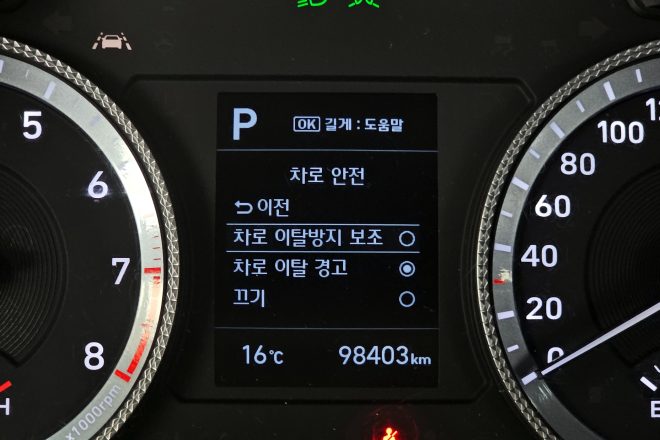 P OK 길게 : 도움말
차로 안전
이전
차로 이탈방지 보조
차로 이탈 경고
끄기
16℃ 98403km
5
6
7
8
x1000rpm
H
0
20
40
60
80
100
12
E